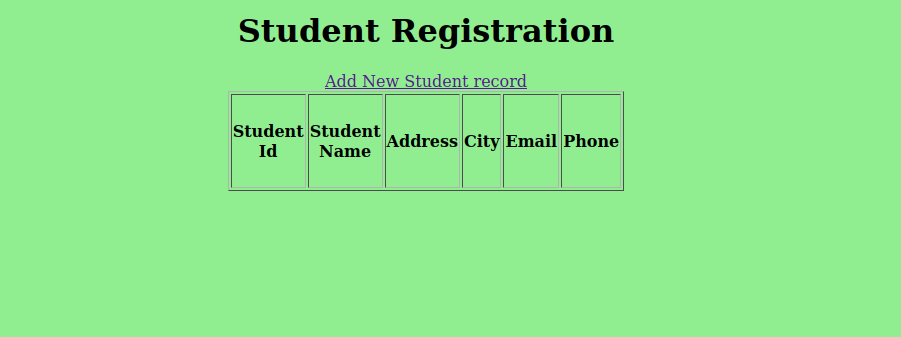 Student Registration
Add New Student record
Student Id
Student Name
Address
City
Email
Phone